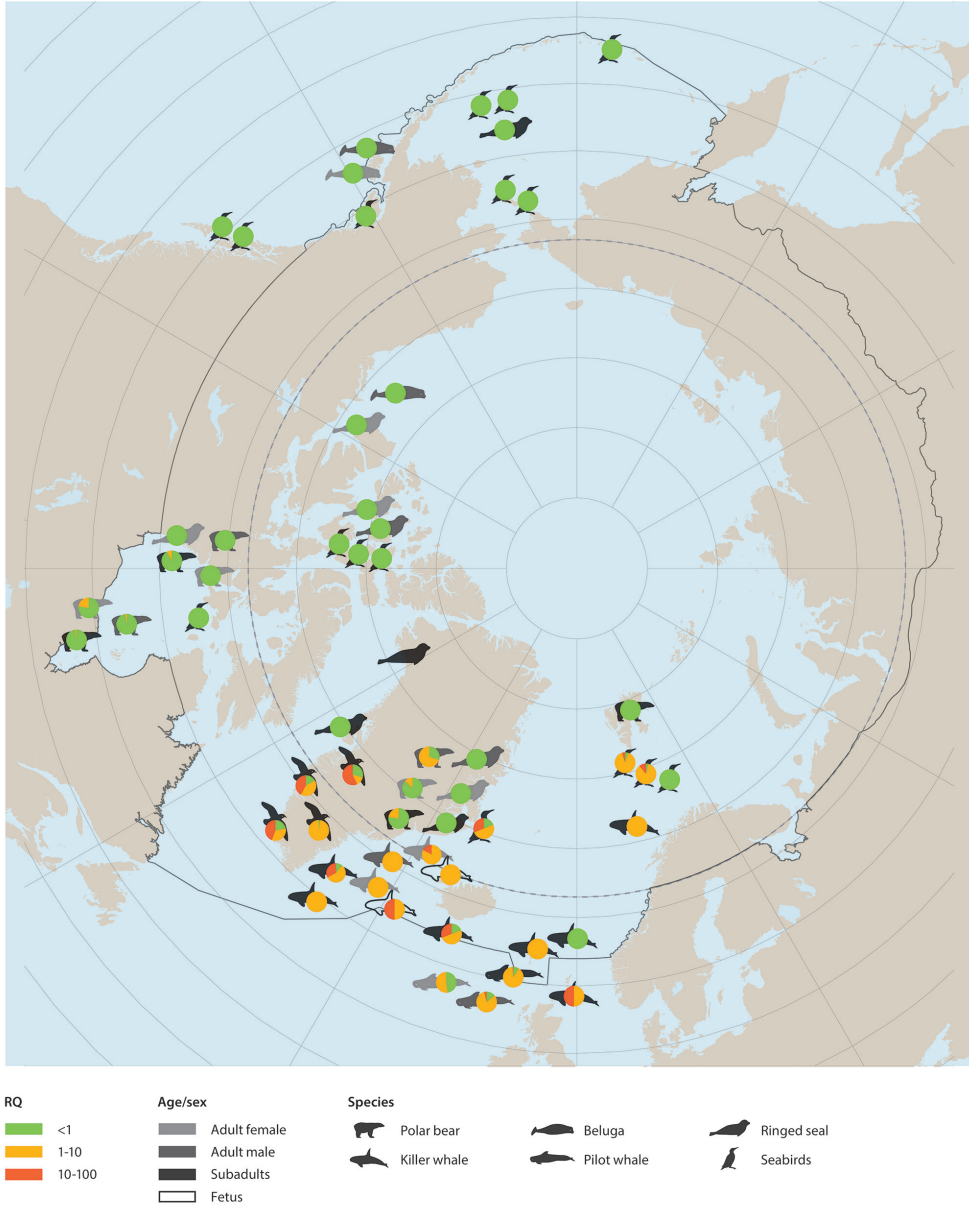 RQ
<1
1-10
10-100
Age/sex
Adult female
Adult male
Subadults
Fetus
Species
Polar bear
Beluga
Ringed seal
Killer whale
Pilot whale
Seabirds